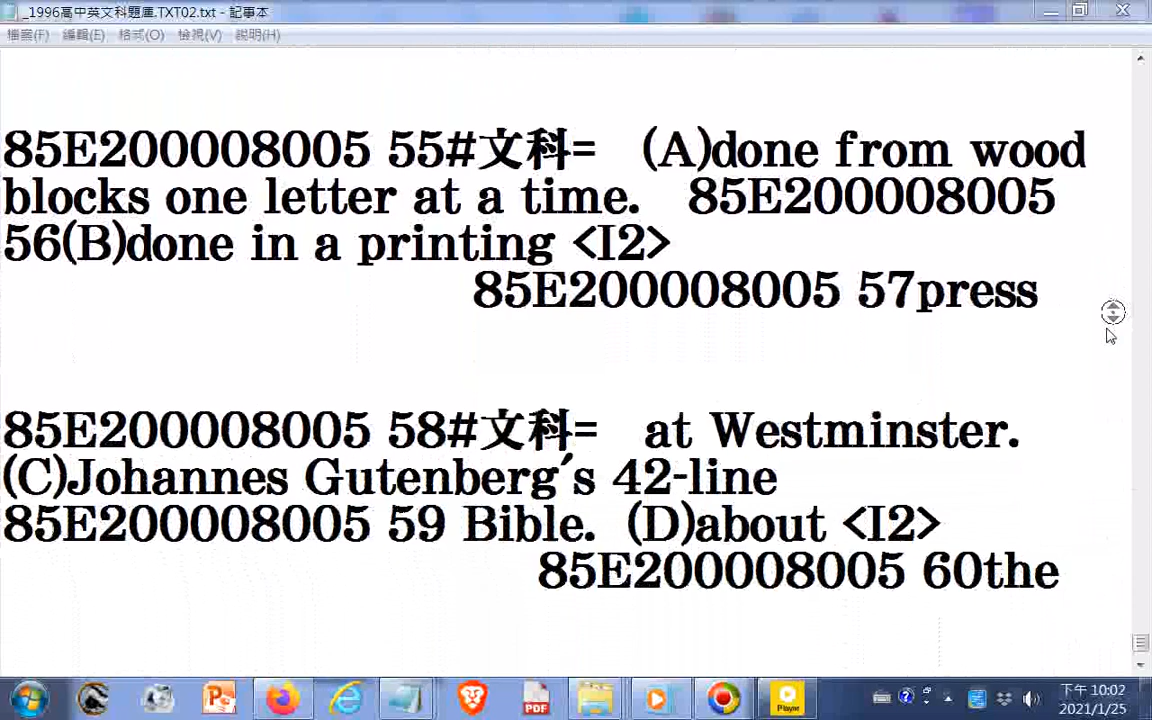 _1996高中英文科題庫.TXT02.txt - 記事本
檔案(F) 編輯(E) 格式(O) 檢視(V) 說明(H)
85E200008005 55#文科= (A)done from wood
blocks one letter at a time. 85E200008005
56(B)done in a printing <I2>
85E200008005 57press
85E200008005 58#文科= at Westminster.
(C)Johannes Gutenberg's 42-line
85E200008005 59 Bible. (D)about <I2>
85E200008005 60the
PDF
Player
下午 10:02
2021/1/25